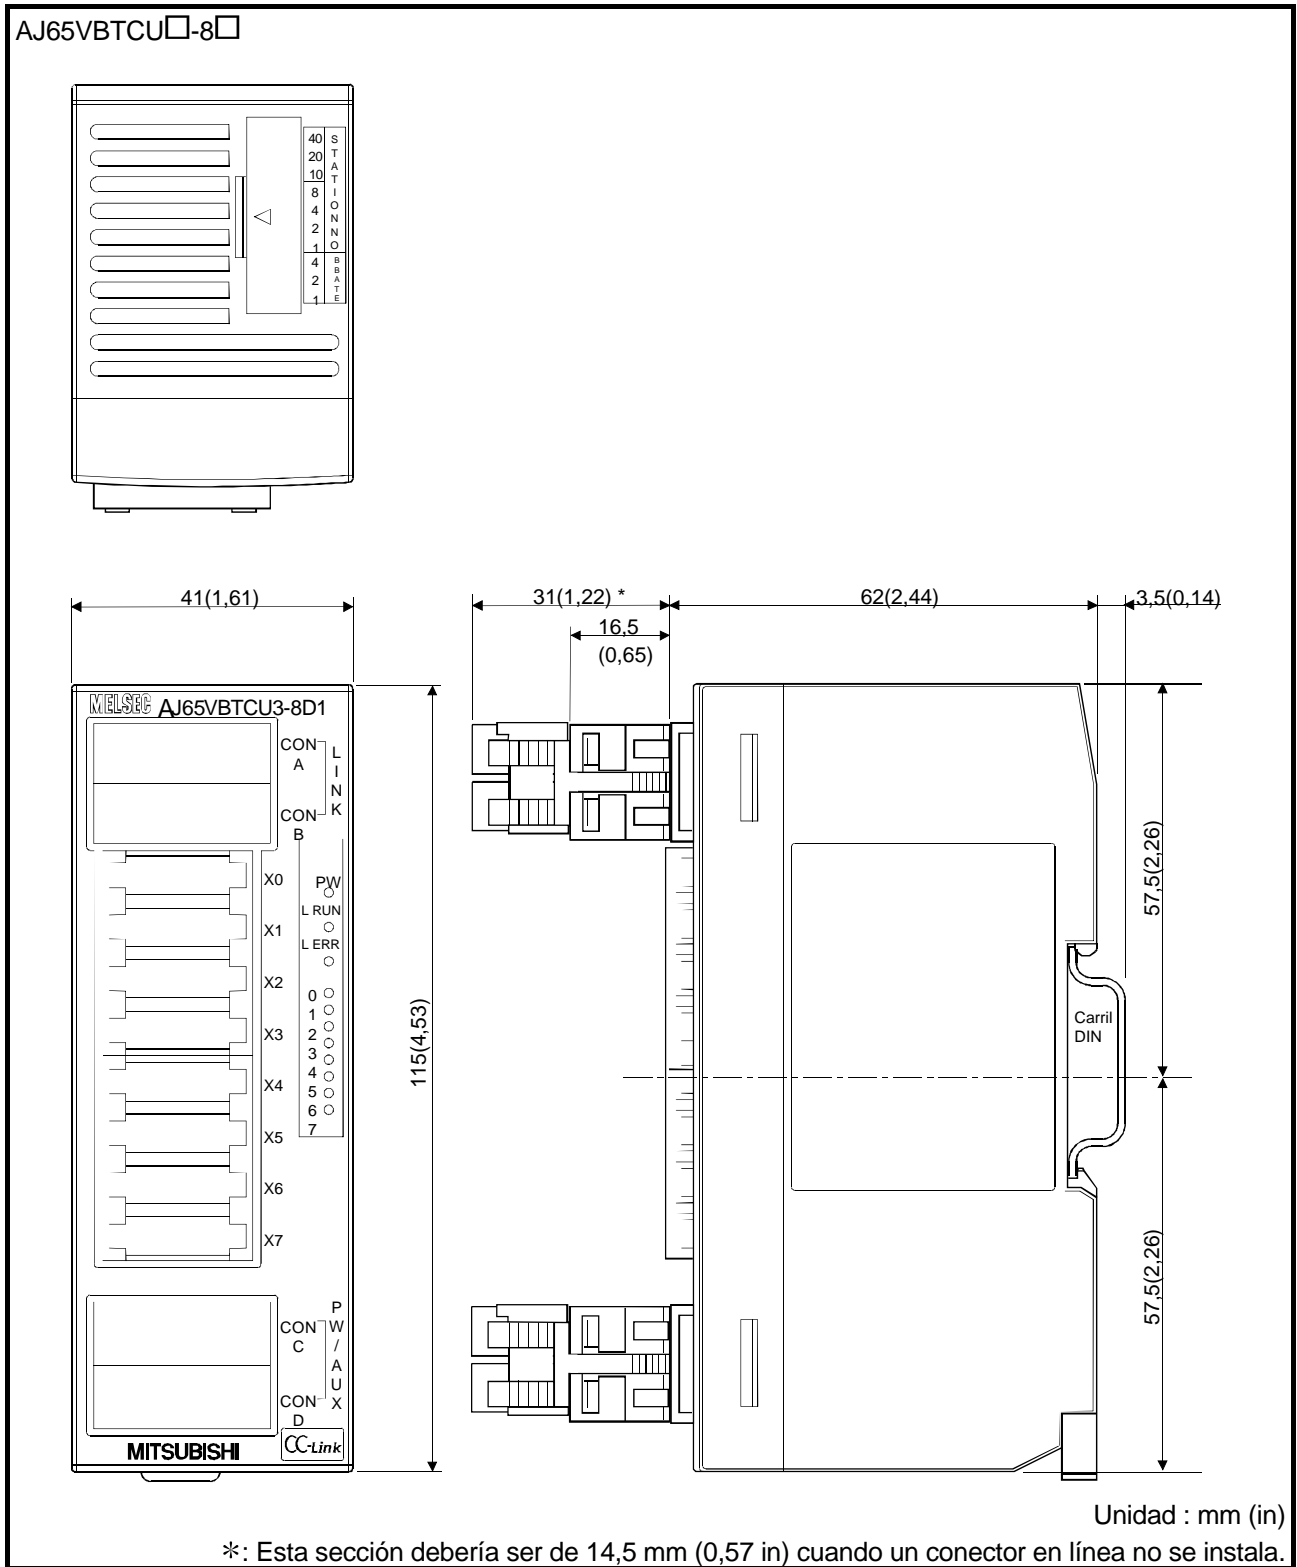 AJ65VBTCU□-8□
40
20
10
8
4
2
1
4
2
1
STATIONNO
BBATE
41(1,61)
31(1,22) *
62(2,44)
3,5(0,14)
16,5
(0,65)
MELSEC AJ65VBTCU3-8D1
CON
A
CON
B
LINK
X0
X1
X2
X3
X4
X5
X6
X7
PW
L RUN
L ERR
0
1
2
3
4
5
6
7
115(4,53)
57,5(2,26)
Carril
DIN
57,5(2,26)
CON
C
CON
D
PW/AUX
MITSUBISHI
CC-Link
Unidad : mm (in)
*: Esta sección debería ser de 14,5 mm (0,57 in) cuando un conector en línea no se instala.